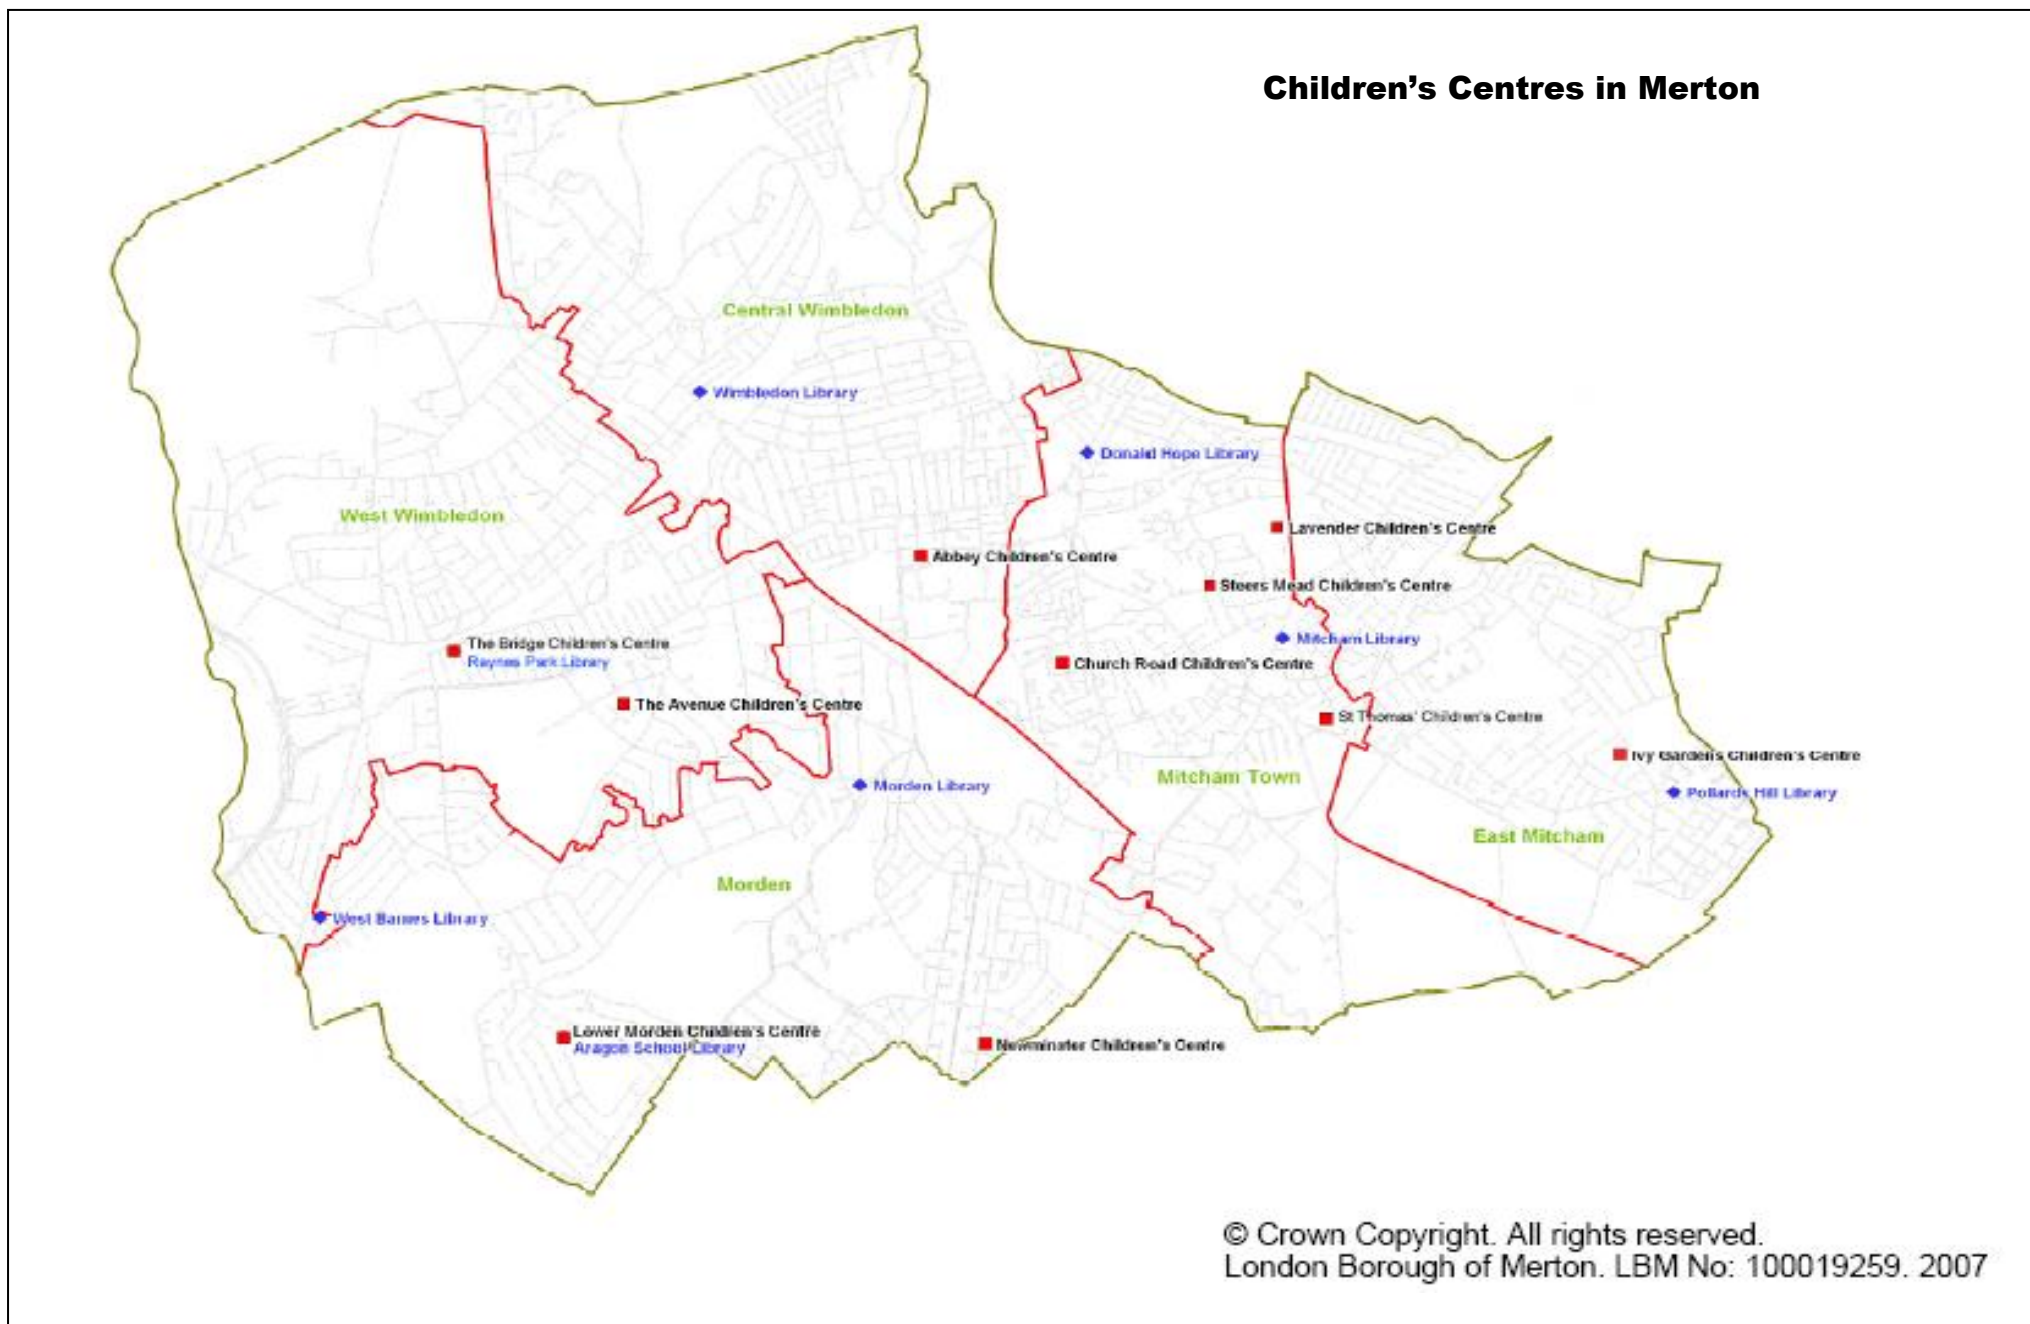 Children's Centres in Merton
Central Wimbledon
Wimbledon Library
Donald Hope Library
West Wimbledon
Lavender Children's Centre
Abbey Children's Centre
Steers Mead Children's Centre
Mitcham Library
The Bridge Children's Centre
Raynes Park Library
Church Road Children's Centre
The Avenue Children's Centre
St Thomas' Children's Centre
Ivy Gardens Children's Centre
Mitcham Town
Morden Library
Pollards Hill Library
East Mitcham
Morden
West Barnes Library
Lower Morden Children's Centre
Aragon School Library
Newminster Children's Centre
© Crown Copyright. All rights reserved.
London Borough of Merton. LBM No: 100019259. 2007